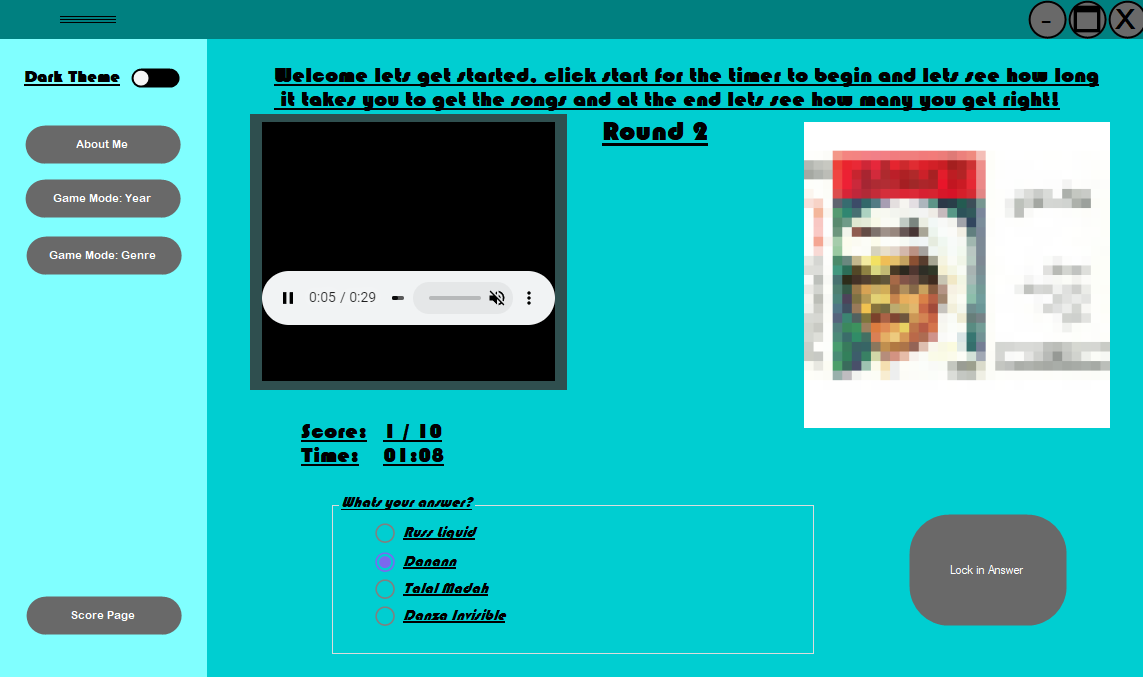 - X
Dark Theme
Welcome lets get started, click start for the timer to begin and lets see how long
it takes you to get the songs and at the end lets see how many you get right!
About Me
Game Mode: Year
Game Mode: Genre
Score Page
Round 2
0:05 / 0:29
Score: 1 / 10
Time: 01:08
Whats your answer?
Russ Liquid
Danann
Talal Madah
Danza Invisible
Lock in Answer